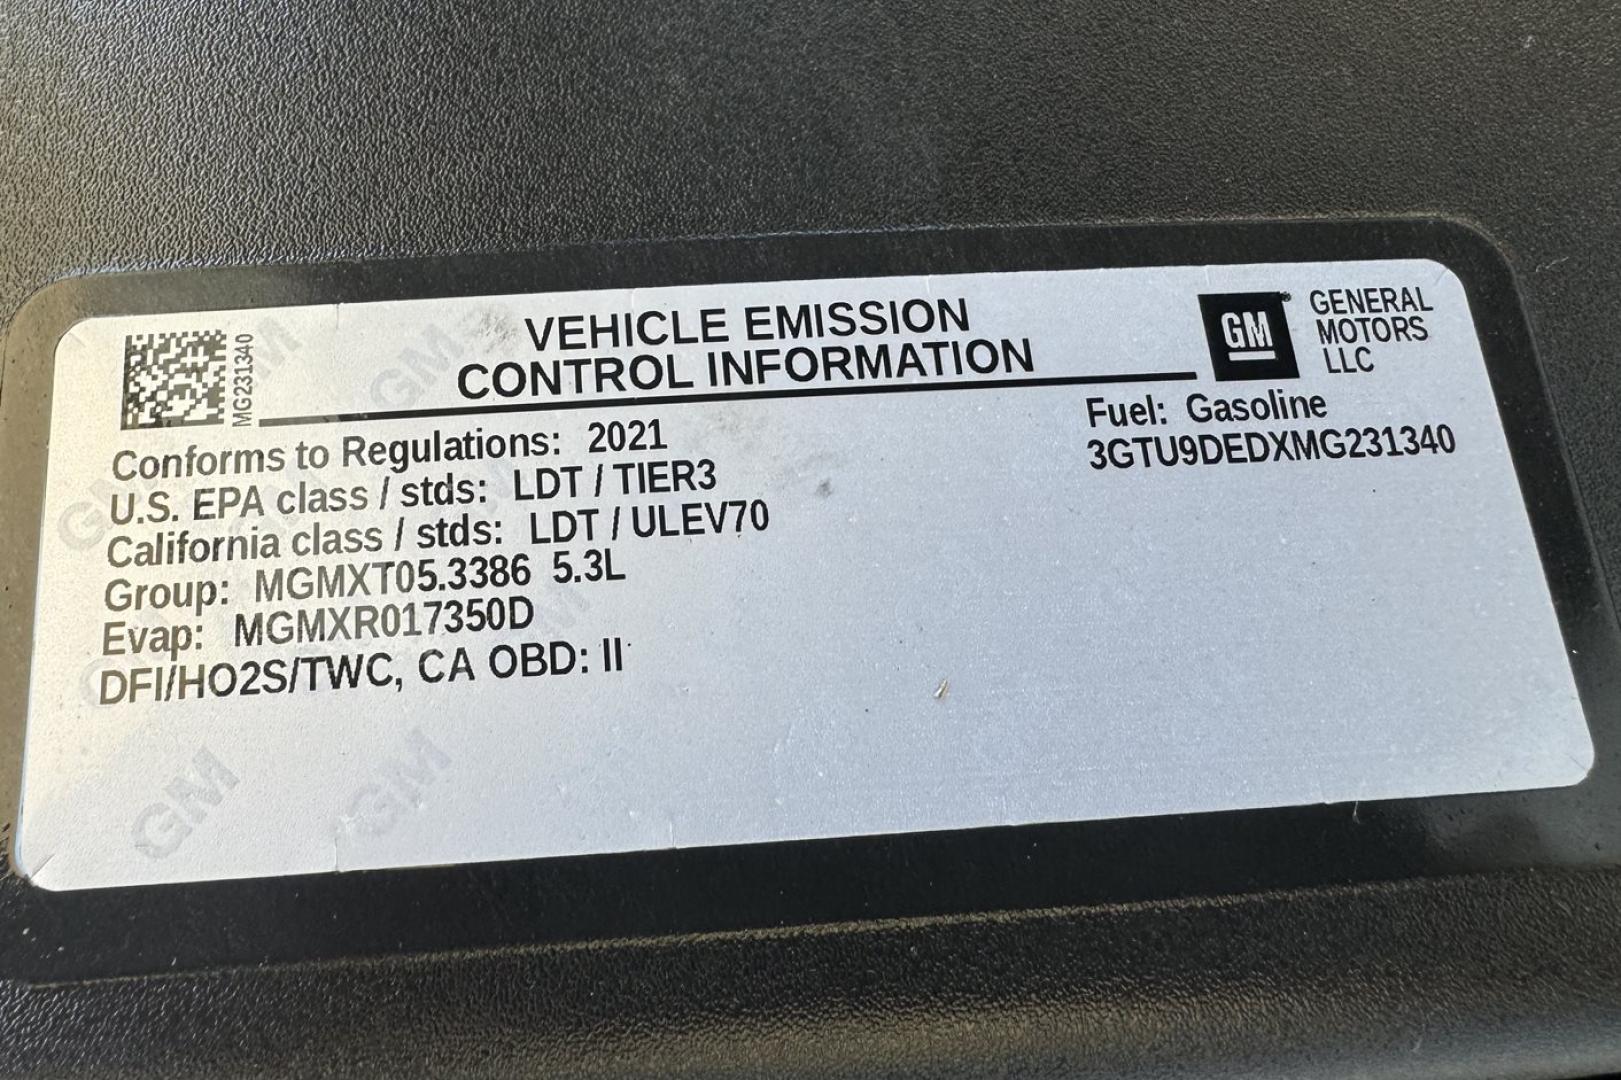 MG231340
VEHICLE EMISSION
CONTROL INFORMATION
GM
GENERAL
MOTORS
LLC
Conforms to Regulations: 2021
U.S. EPA class / stds: LDT / TIER3
California class / stds: LDT / ULEV70
Group: MGMXT05.3386 5.3L
Evap: MGMXR017350D
DFI/HO2S/TWC, CA OBD: II
Fuel: Gasoline
3GTU9DEDXMG231340
GM
GM
GM
GM